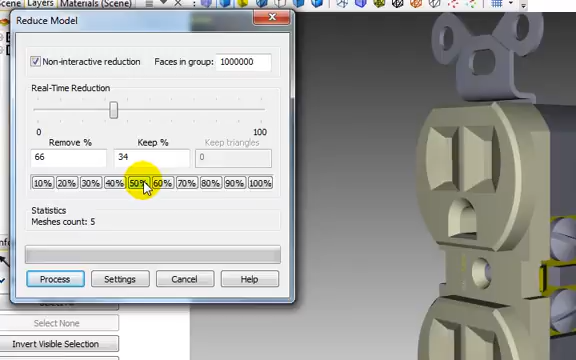 Scene Layers Materials (Scene)
Reduce Model
Non-interactive reduction Faces in group: 1000000
Real-Time Reduction
0 100
Remove % Keep % Keep triangles
66 34 0
10% 20% 30% 40% 50% 60% 70% 80% 90% 100%
Statistics
Meshes count: 5
Process Settings Cancel Help
Select None
Invert Visible Selection